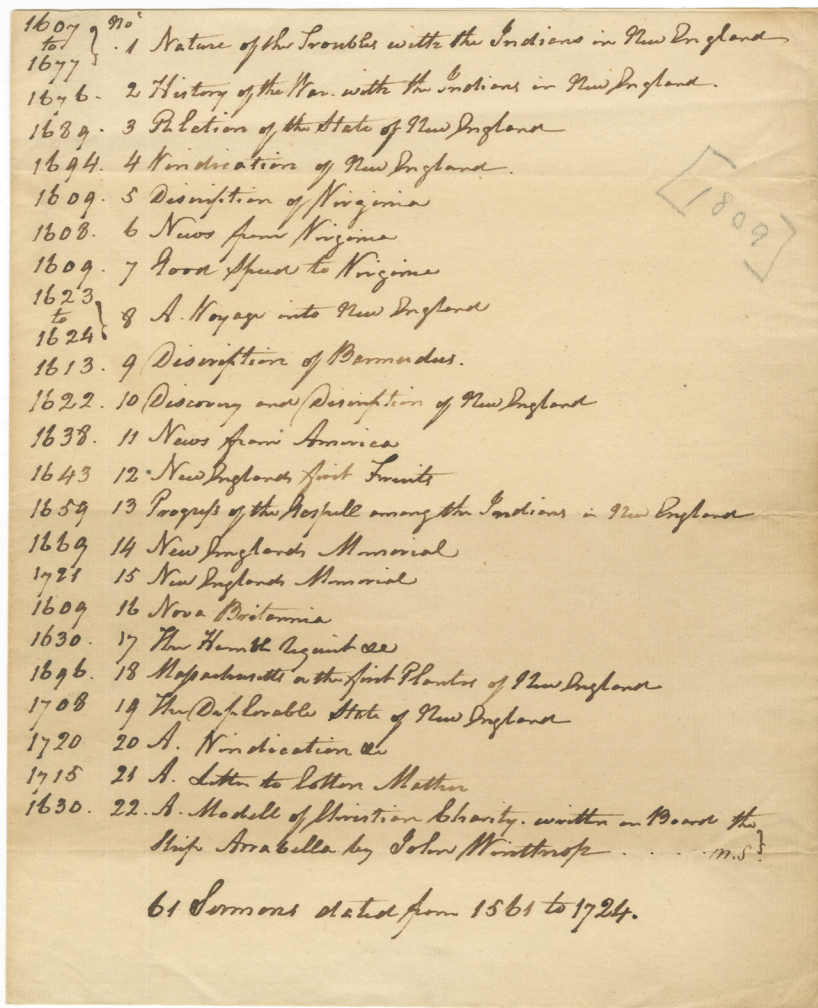 1607 to 1677 } No. 1 Nature of the Troubles with the Indians in New England
1676. 2 History of the War with the Indians in New England.
1689. 3 Relation of the State of New England
1694. 4 Vindication of New England.
1609. 5 Discription of Virginia
1608. 6 News from Virginia
1609. 7 Good Speed to Virginia
1623 to 1624 } 8 A. Voyage into New England
1613. 9 Discription of Barmudus.
1622. 10 Discovery and Discription of New England
1638. 11 News from America
1643 12 New Englands first Fruits
1659 13 Progress of the Gospell among the Indians in New England
1669 14 New Englands Memorial
1721 15 New Englands Memorial
1609 16 Nova Britannia
1630. 17 The Humble Request &c
1696. 18 Massachusetts or the first Planters of New England
1708 19 The Deplorable State of New England
1720 20 A. Vindication &c
1715 21 A. Letter to Cotton Mather
1630. 22. A. Modell of Christian Charity. written on Board the
Ship Arrabella by John Winthrop . . . . m.S }
61 Sermons dated from 1561 to 1724.
[1809]